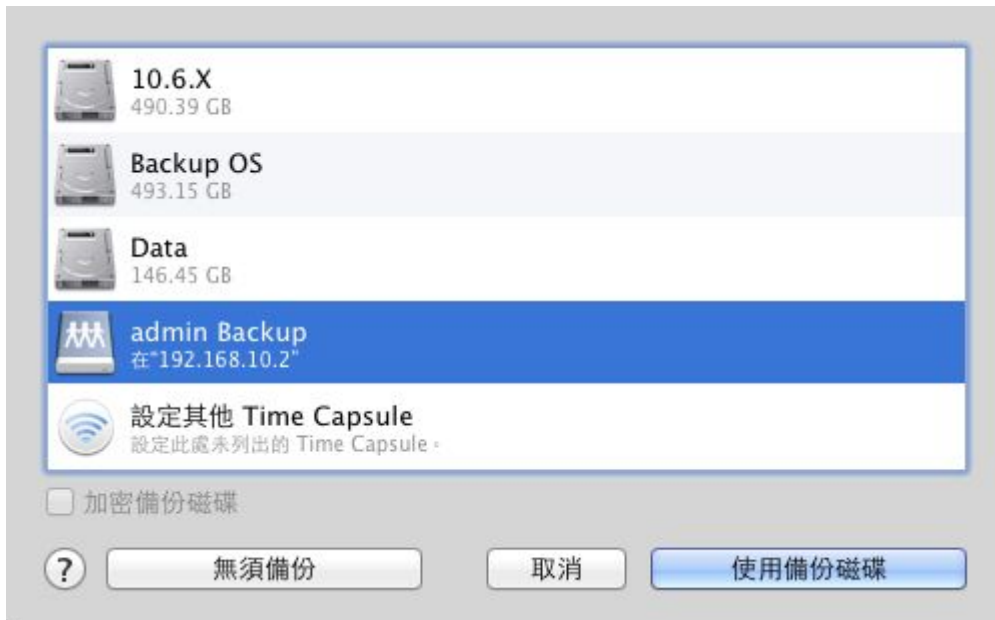 10.6.X
490.39 GB
Backup OS
493.15 GB
Data
146.45 GB
admin Backup
在"192.168.10.2"
設定其他 Time Capsule
設定此處未列出的 Time Capsule。
加密備份磁碟
?
無須備份
取消
使用備份磁碟